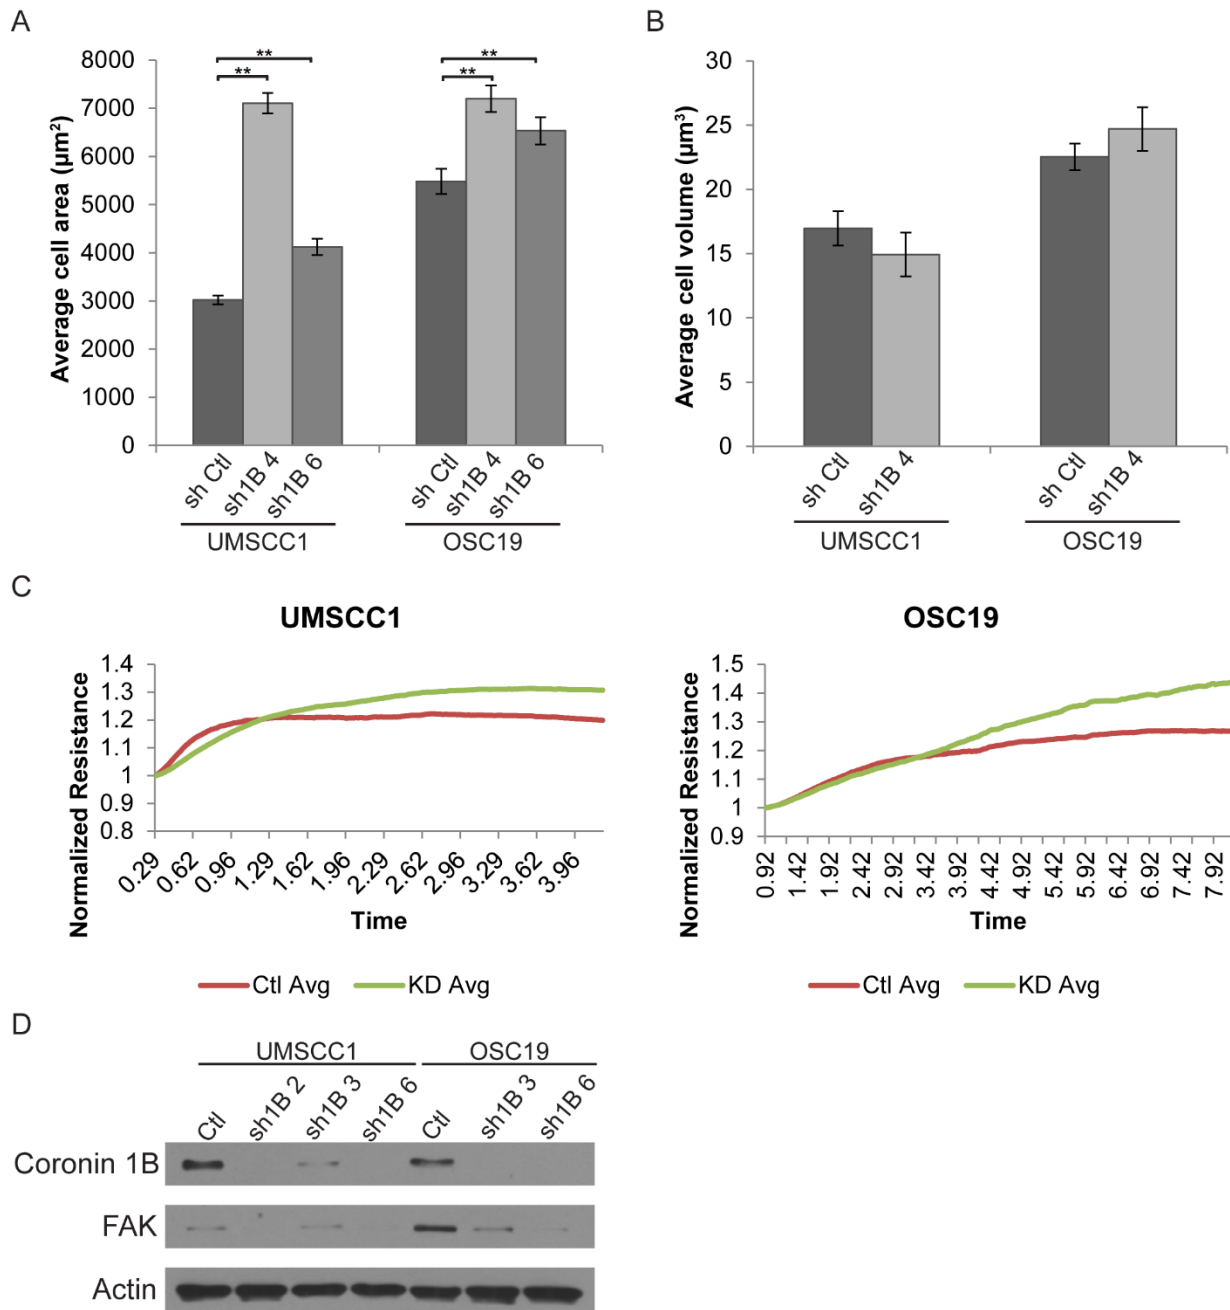 A
Average cell area (µm²)
8000
7000
6000
5000
4000
3000
2000
1000
0
** ** ** **
sh Ctl sh1B 4 sh1B 6 sh Ctl sh1B 4 sh1B 6
UMSCC1 OSC19
B
Average cell volume (µm³)
30
25
20
15
10
5
0
sh Ctl sh1B 4 sh Ctl sh1B 4
UMSCC1 OSC19
C
UMSCC1
Normalized Resistance
1.4
1.3
1.2
1.1
1
0.9
0.8
0.29 0.62 0.96 1.29 1.62 1.96 2.29 2.62 2.96 3.29 3.62 3.96
Time
Ctl Avg KD Avg
OSC19
Normalized Resistance
1.5
1.4
1.3
1.2
1.1
1
0.9
0.92 1.42 1.92 2.42 2.92 3.42 3.92 4.42 4.92 5.42 5.92 6.42 6.92 7.42 7.92
Time
Ctl Avg KD Avg
D
UMSCC1 OSC19
Ctl sh1B 2 sh1B 3 sh1B 6 Ctl sh1B 3 sh1B 6
Coronin 1B
FAK
Actin